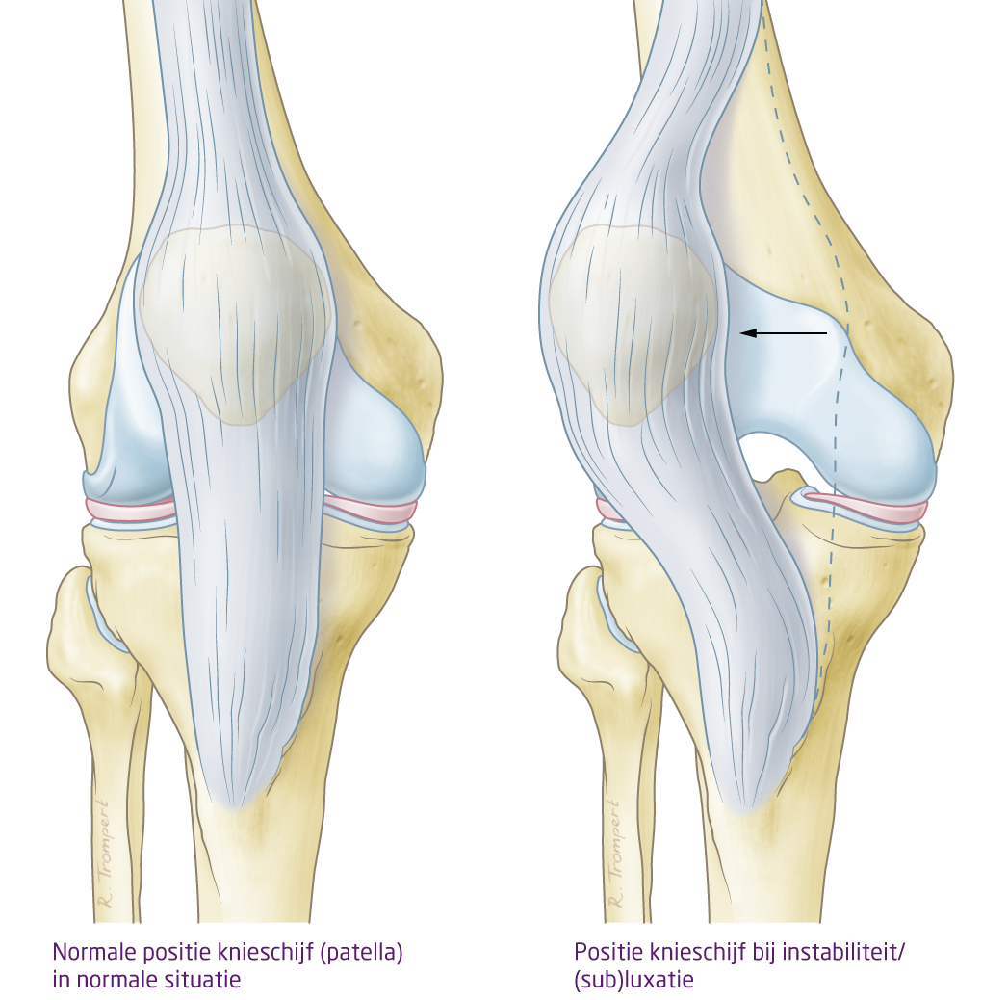 R. Trompert
R. Trompert
Normale positie knieschijf (patella)
in normale situatie
Positie knieschijf bij instabiliteit/
(sub)luxatie